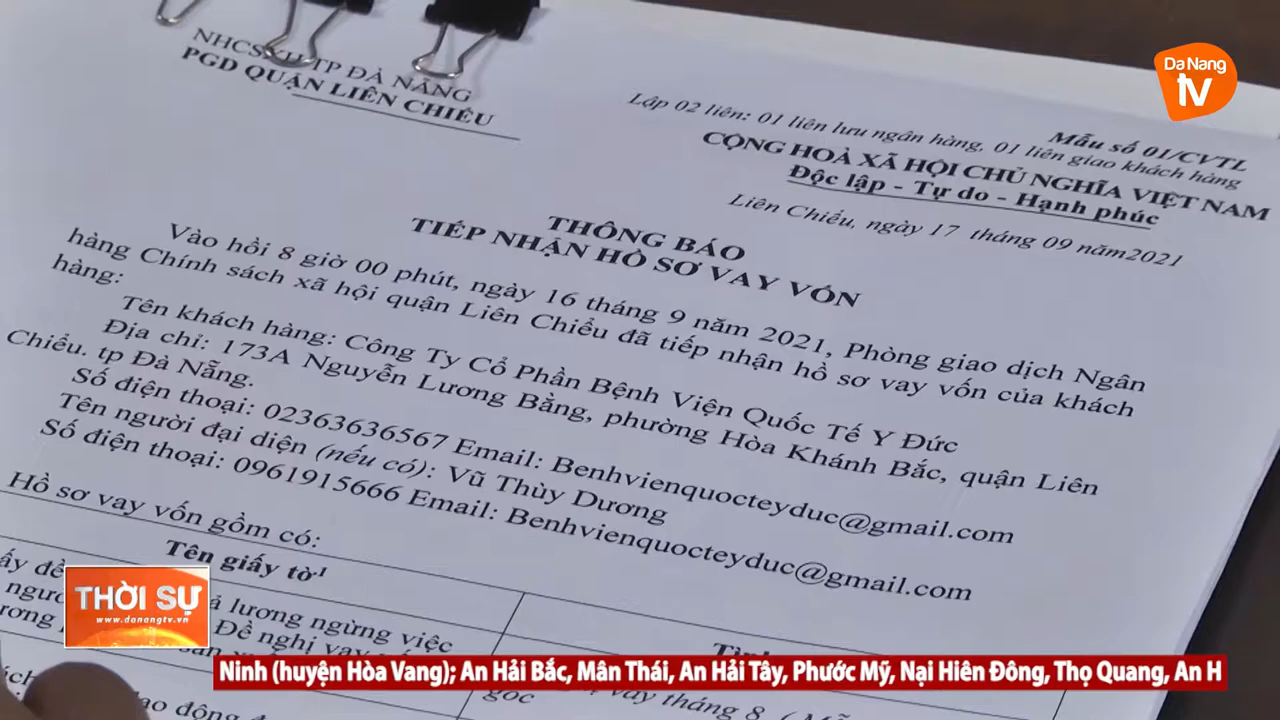 Da Nang
tv
NHCSXH TP ĐÀ NẴNG
PGD QUẬN LIÊN CHIỂU
Mẫu số 01/CVTL
Lập 02 liên: 01 liên lưu ngân hàng, 01 liên giao khách hàng
CỘNG HOÀ XÃ HỘI CHỦ NGHĨA VIỆT NAM
Độc lập - Tự do - Hạnh phúc
Liên Chiểu, ngày 17 tháng 09 năm2021
THÔNG BÁO
TIẾP NHẬN HỒ SƠ VAY VỐN
Vào hồi 8 giờ 00 phút, ngày 16 tháng 9 năm 2021, Phòng giao dịch Ngân
hàng Chính sách xã hội quận Liên Chiểu đã tiếp nhận hồ sơ vay vốn của khách
hàng:
Tên khách hàng: Công Ty Cổ Phần Bệnh Viện Quốc Tế Y Đức
Địa chỉ: 173A Nguyễn Lương Bằng, phường Hòa Khánh Bắc, quận Liên
Chiểu. tp Đà Nẵng.
Số điện thoại: 02363636567 Email: Benhvienquocteyduc@gmail.com
Tên người đại diện (nếu có): Vũ Thùy Dương
Số điện thoại: 0961915666 Email: Benhvienquocteyduc@gmail.com
Hồ sơ vay vốn gồm có:
Tên giấy tờ¹
lương ngừng việc
Đề nghị vay
vay tháng 8
gốc
lao động
THỜI SỰ
www.danangtv.vn
Ninh (huyện Hòa Vang); An Hải Bắc, Mân Thái, An Hải Tây, Phước Mỹ, Nại Hiên Đông, Thọ Quang, An H